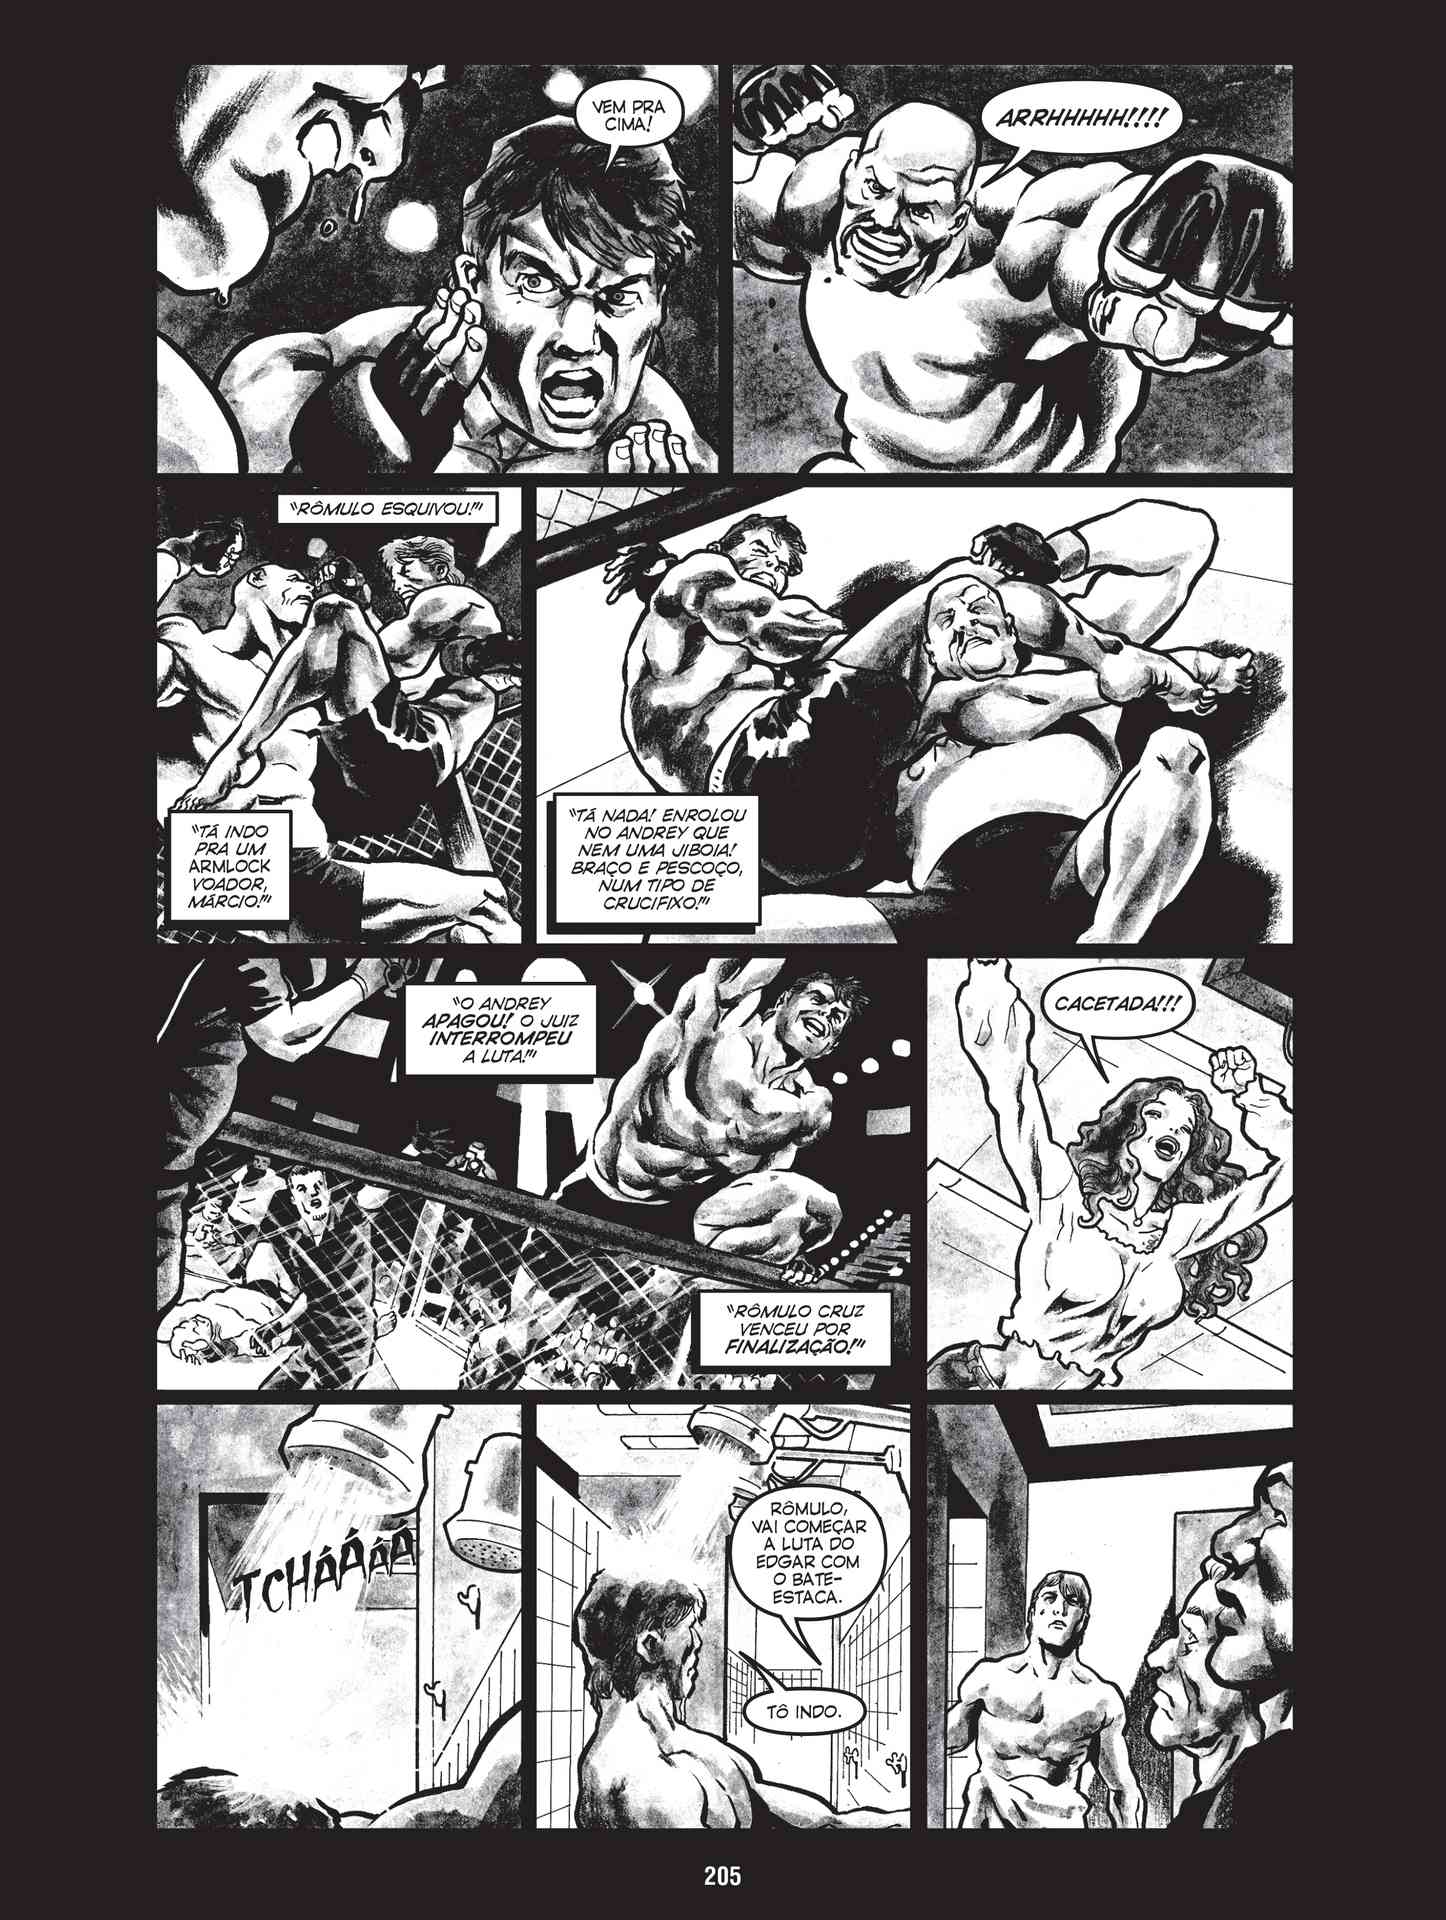 VEM PRA
CIMA!
ARRHHHHH!!!!
"RÔMULO ESQUIVOU!"
"TÁ INDO
PRA UM
ARMLOCK
VOADOR,
MÁRCIO!"
"TÁ NADA! ENROLOU
NO ANDREY QUE
NEM UMA JIBOIA!
BRAÇO E PESCOÇO,
NUM TIPO DE
CRUCIFIXO!"
"O ANDREY
APAGOU! O JUIZ
INTERROMPEU
A LUTA!"
"RÔMULO CRUZ
VENCEU POR
FINALIZAÇÃO!"
CACETADA!!!
TCHÁÁÁÁ
RÔMULO,
VAI COMEÇAR
A LUTA DO
EDGAR COM
O BATE-
ESTACA.
TÔ INDO.
205